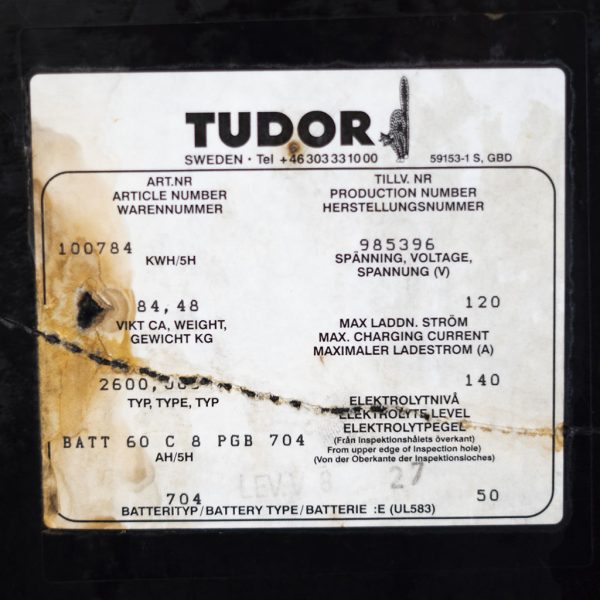 TUDOR
SWEDEN · Tel +46 303 331000
59153-1 S, GBD
ART.NR
ARTICLE NUMBER
WARENNUMMER
TILLV. NR
PRODUCTION NUMBER
HERSTELLUNGSNUMMER
100784
985396
KWH/5H
SPÅNNING, VOLTAGE,
SPANNUNG (V)
84,48
120
VIKT CA, WEIGHT,
GEWICHT KG
MAX LADDN. STRÖM
MAX. CHARGING CURRENT
MAXIMALER LADESTROM (A)
2600,
140
TYP, TYPE, TYP
ELEKTROLYTNIVÅ
ELEKTROLYTE LEVEL
ELEKTROLYTPEGEL
(Från Inspektionshålets överkant)
From upper edge of Inspection hole)
(Von der Oberkante der Inspektionsloches)
BATT 60 C 8 PGB 704
AH/5H
27
704
50
BATTERITYP/BATTERY TYPE/BATTERIE :E (UL583)